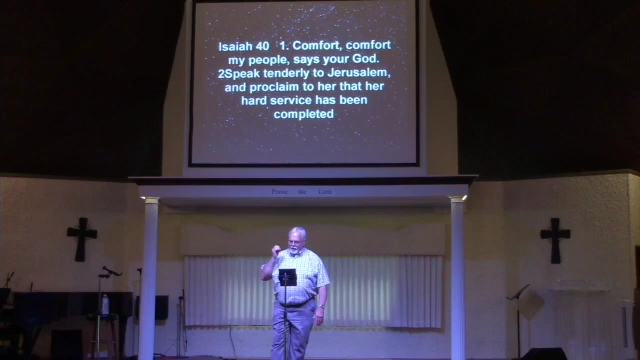 Isaiah 40   1. Comfort, comfort
my people, says your God.
2Speak tenderly to Jerusalem,
and proclaim to her that her
hard service has been
completed
Praise the Lord